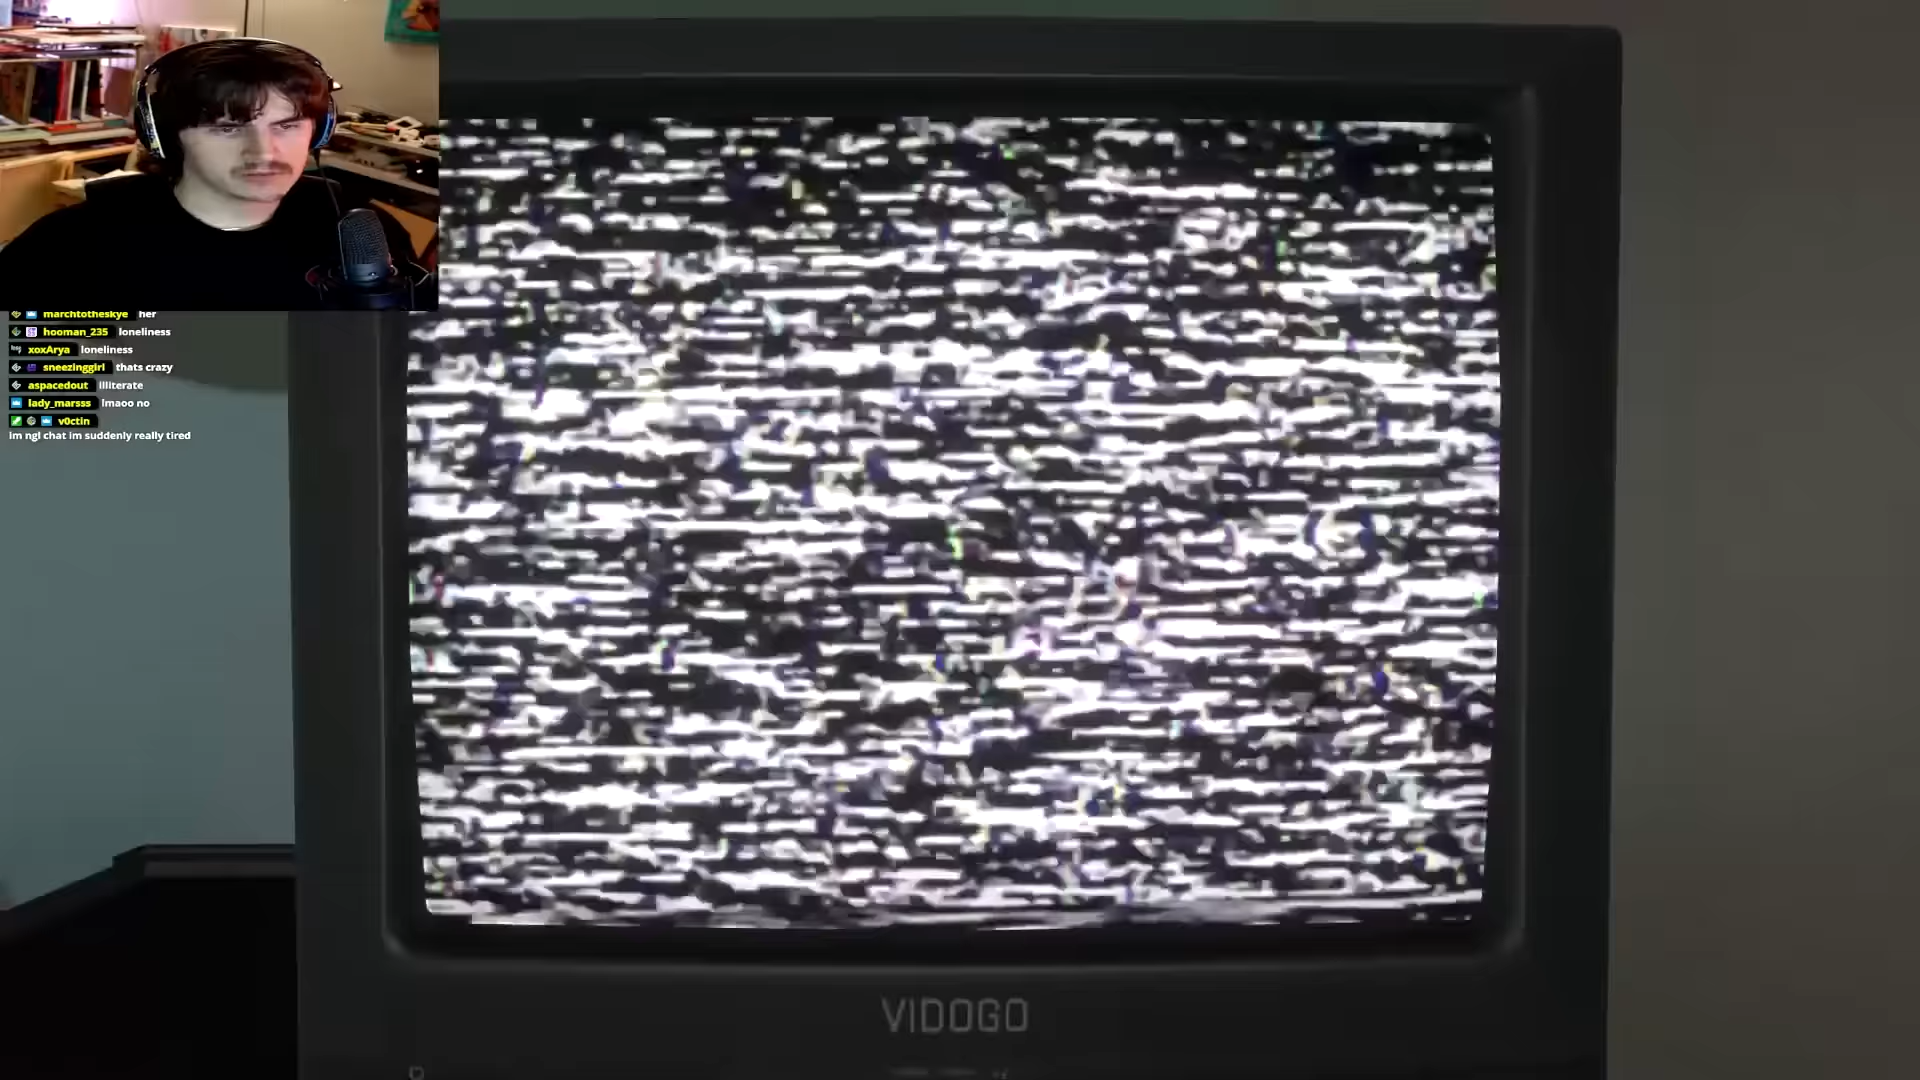 marchtotheskye her
hooman_235 loneliness
xoxArya loneliness
sneezinggirl thats crazy
aspacedout illiterate
lady_marsss lmaoo no
v0ctin
Im ngl chat im suddenly really tired
VIDOGO